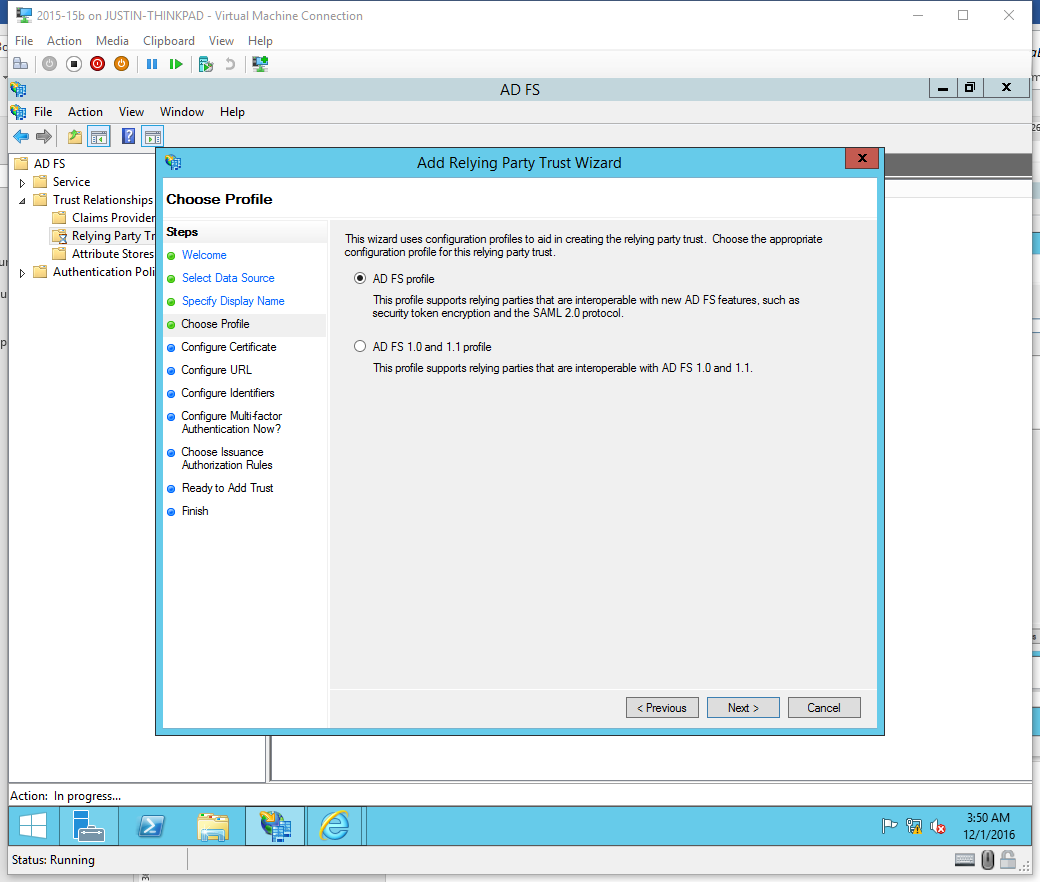 2015-15b on JUSTIN-THINKPAD - Virtual Machine Connection
File Action Media Clipboard View Help
AD FS
File Action View Window Help
AD FS
Service
Trust Relationships
Claims Provider
Relying Party Tr
Attribute Stores
Authentication Poli
Add Relying Party Trust Wizard
Choose Profile
Steps
Welcome
Select Data Source
Specify Display Name
Choose Profile
Configure Certificate
Configure URL
Configure Identifiers
Configure Multi-factor
Authentication Now?
Choose Issuance
Authorization Rules
Ready to Add Trust
Finish
This wizard uses configuration profiles to aid in creating the relying party trust. Choose the appropriate
configuration profile for this relying party trust.
AD FS profile
This profile supports relying parties that are interoperable with new AD FS features, such as
security token encryption and the SAML 2.0 protocol.
AD FS 1.0 and 1.1 profile
This profile supports relying parties that are interoperable with AD FS 1.0 and 1.1.
< Previous Next > Cancel
Action: In progress...
3:50 AM
12/1/2016
Status: Running